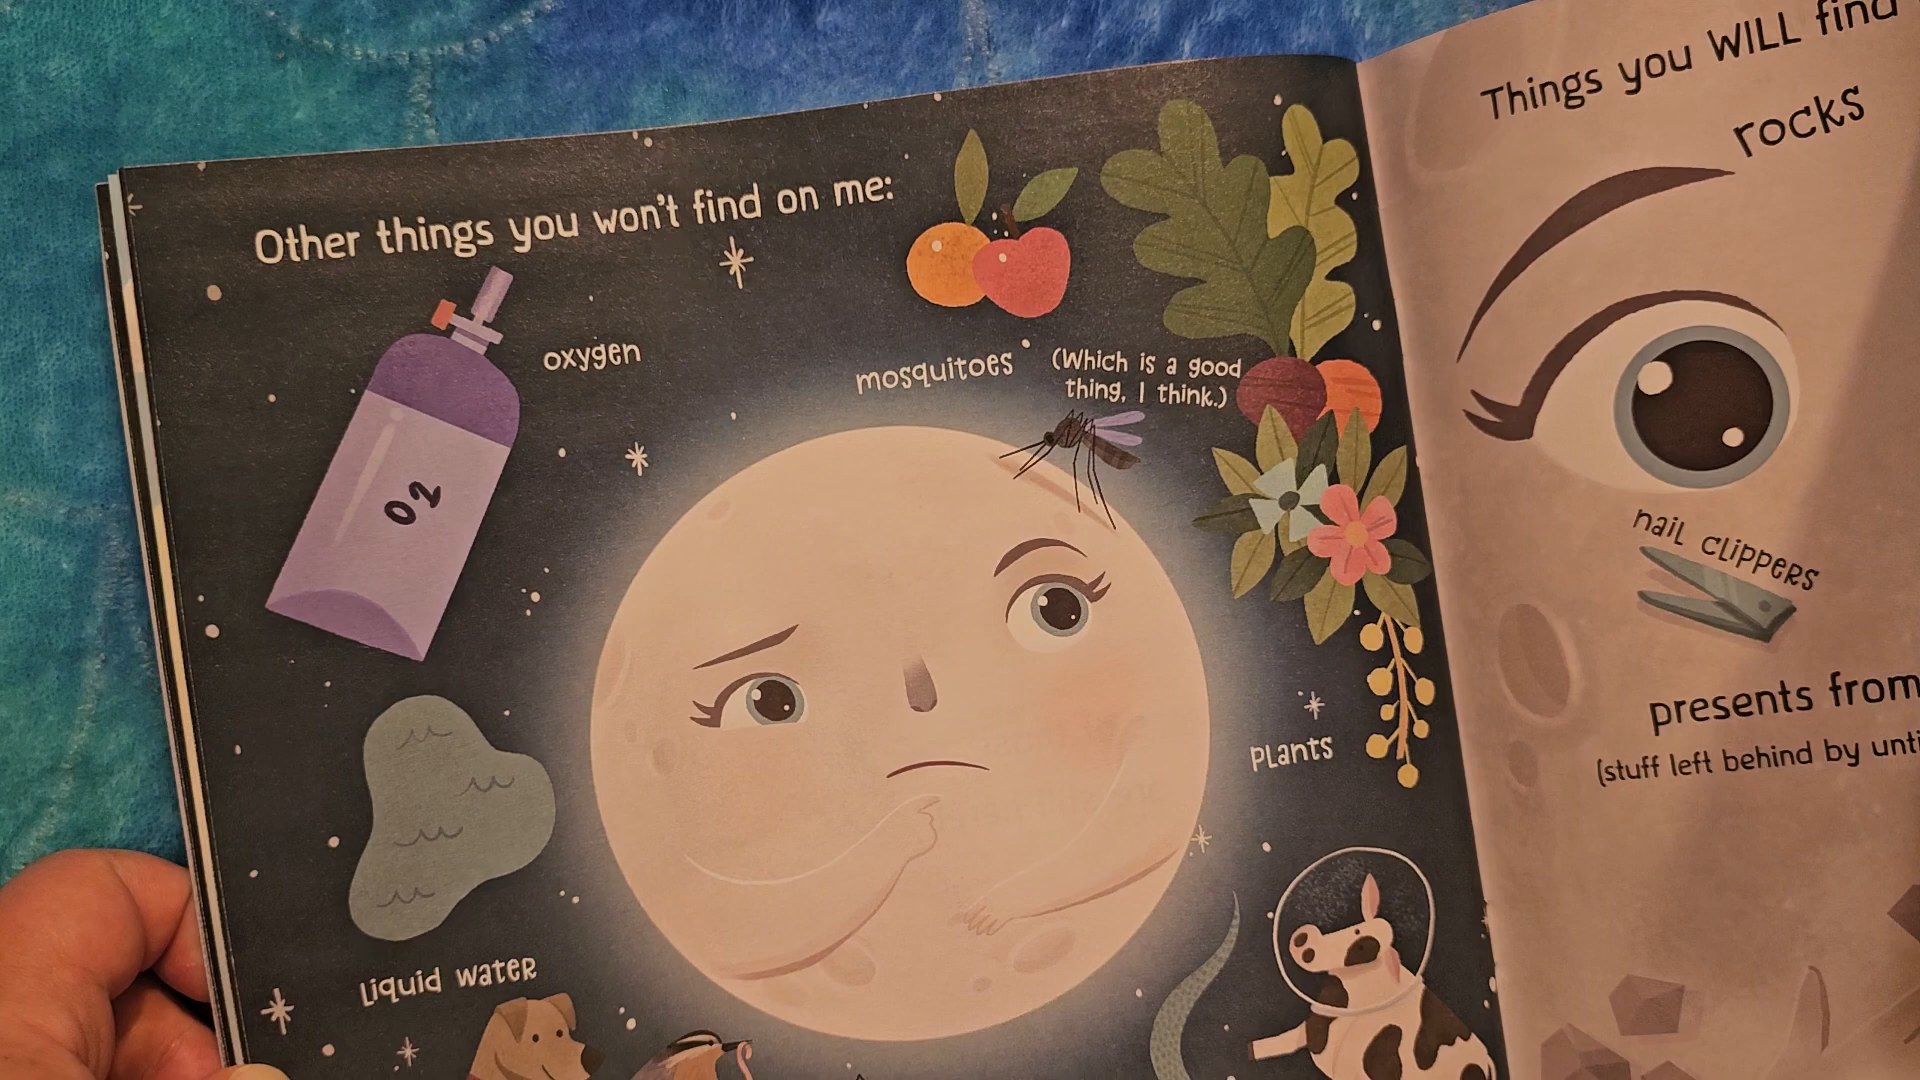 Other things you won't find on me:
oxygen
O2
mosquitoes
(Which is a good
thing, I think.)
plants
liquid water
Things you WILL find
rocks
nail clippers
presents from
(stuff left behind by